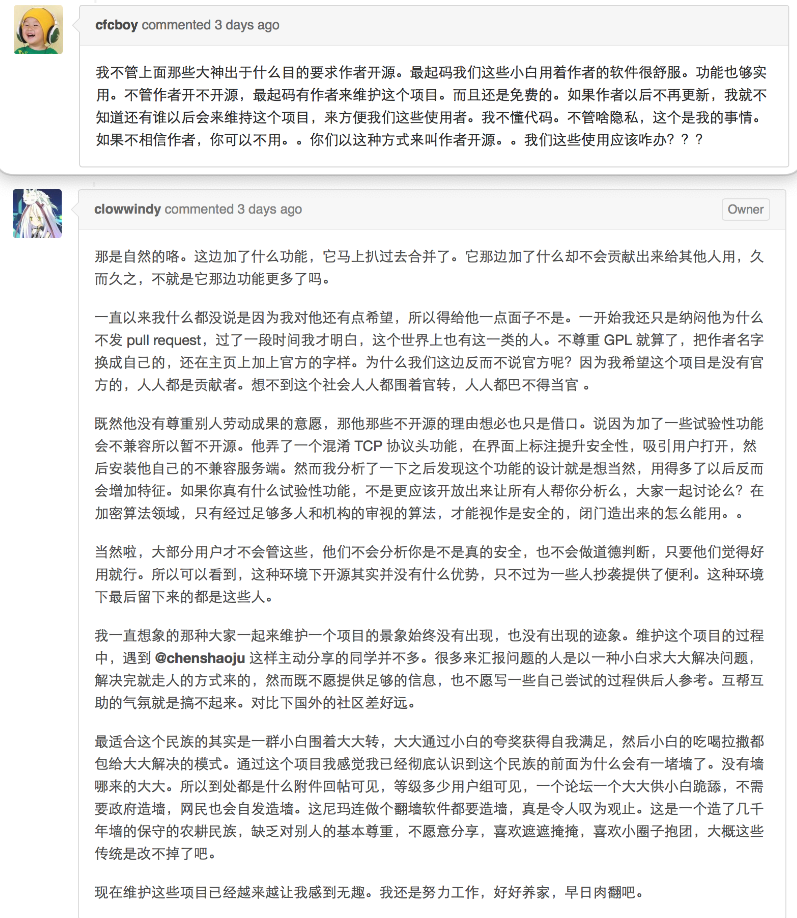 cfcboy commented 3 days ago
我不管上面那些大神出于什么目的要求作者开源。最起码我们这些小白用着作者的软件很舒服。功能也够实
用。不管作者开不开源，最起码有作者来维护这个项目。而且还是免费的。如果作者以后不再更新，我就不
知道还有谁以后会来维持这个项目，来方便我们这些使用者。我不懂代码。不管啥隐私，这个是我的事情。
如果不相信作者，你可以不用。。你们以这种方式来叫作者开源。。我们这些使用应该咋办？？？
clowwindy commented 3 days ago
Owner
那是自然的咯。这边加了什么功能，它马上扒过去合并了。它那边加了什么却不会贡献出来给其他人用，久
而久之，不就是它那边功能更多了吗。
一直以来我什么都没说是因为我对他还有点希望，所以得给他一点面子不是。一开始我还只是纳闷他为什么
不发 pull request，过了一段时间我才明白，这个世界上也有这一类的人。不尊重 GPL 就算了，把作者名字
换成自己的，还在主页上加上官方的字样。为什么我们这边反而不说官方呢？因为我希望这个项目是没有官
方的，人人都是贡献者。想不到这个社会人人都围着官转，人人都巴不得当官 。
既然他没有尊重别人劳动成果的意愿，那他那些不开源的理由想必也只是借口。说因为加了一些试验性功能
会不兼容所以暂不开源。他弄了一个混淆 TCP 协议头功能，在界面上标注提升安全性，吸引用户打开，然
后安装他自己的不兼容服务端。然而我分析了一下之后发现这个功能的设计就是想当然，用得多了以后反而
会增加特征。如果你真有什么试验性功能，不是更应该开放出来让所有人帮你分析么，大家一起讨论么？在
加密算法领域，只有经过足够多人和机构的审视的算法，才能视作是安全的，闭门造出来的怎么能用。。
当然啦，大部分用户才不会管这些，他们不会分析你是不是真的安全，也不会做道德判断，只要他们觉得好
用就行。所以可以看到，这种环境下开源其实并没有什么优势，只不过为一些人抄袭提供了便利。这种环境
下最后留下来的都是这些人。
我一直想象的那种大家一起来维护一个项目的景象始终没有出现，也没有出现的迹象。维护这个项目的过程
中，遇到 @chenshaoju 这样主动分享的同学并不多。很多来汇报问题的人是以一种小白求大大解决问题，
解决完就走人的方式来的，然而既不愿提供足够的信息，也不愿写一些自己尝试的过程供后人参考。互帮互
助的气氛就是搞不起来。对比下国外的社区差好远。
最适合这个民族的其实是一群小白围着大大转，大大通过小白的夸奖获得自我满足，然后小白的吃喝拉撒都
包给大大解决的模式。通过这个项目我感觉我已经彻底认识到这个民族的前面为什么会有一堵墙了。没有墙
哪来的大大。所以到处都是什么附件回帖可见，等级多少用户组可见，一个论坛一个大大供小白跪舔，不需
要政府造墙，网民也会自发造墙。这尼玛连做个翻墙软件都要造墙，真是令人叹为观止。这是一个造了几千
年墙的保守的农耕民族，缺乏对别人的基本尊重，不愿意分享，喜欢遮遮掩掩，喜欢小圈子抱团，大概这些
传统是改不掉了吧。
现在维护这些项目已经越来越让我感到无趣。我还是努力工作，好好养家，早日肉翻吧。